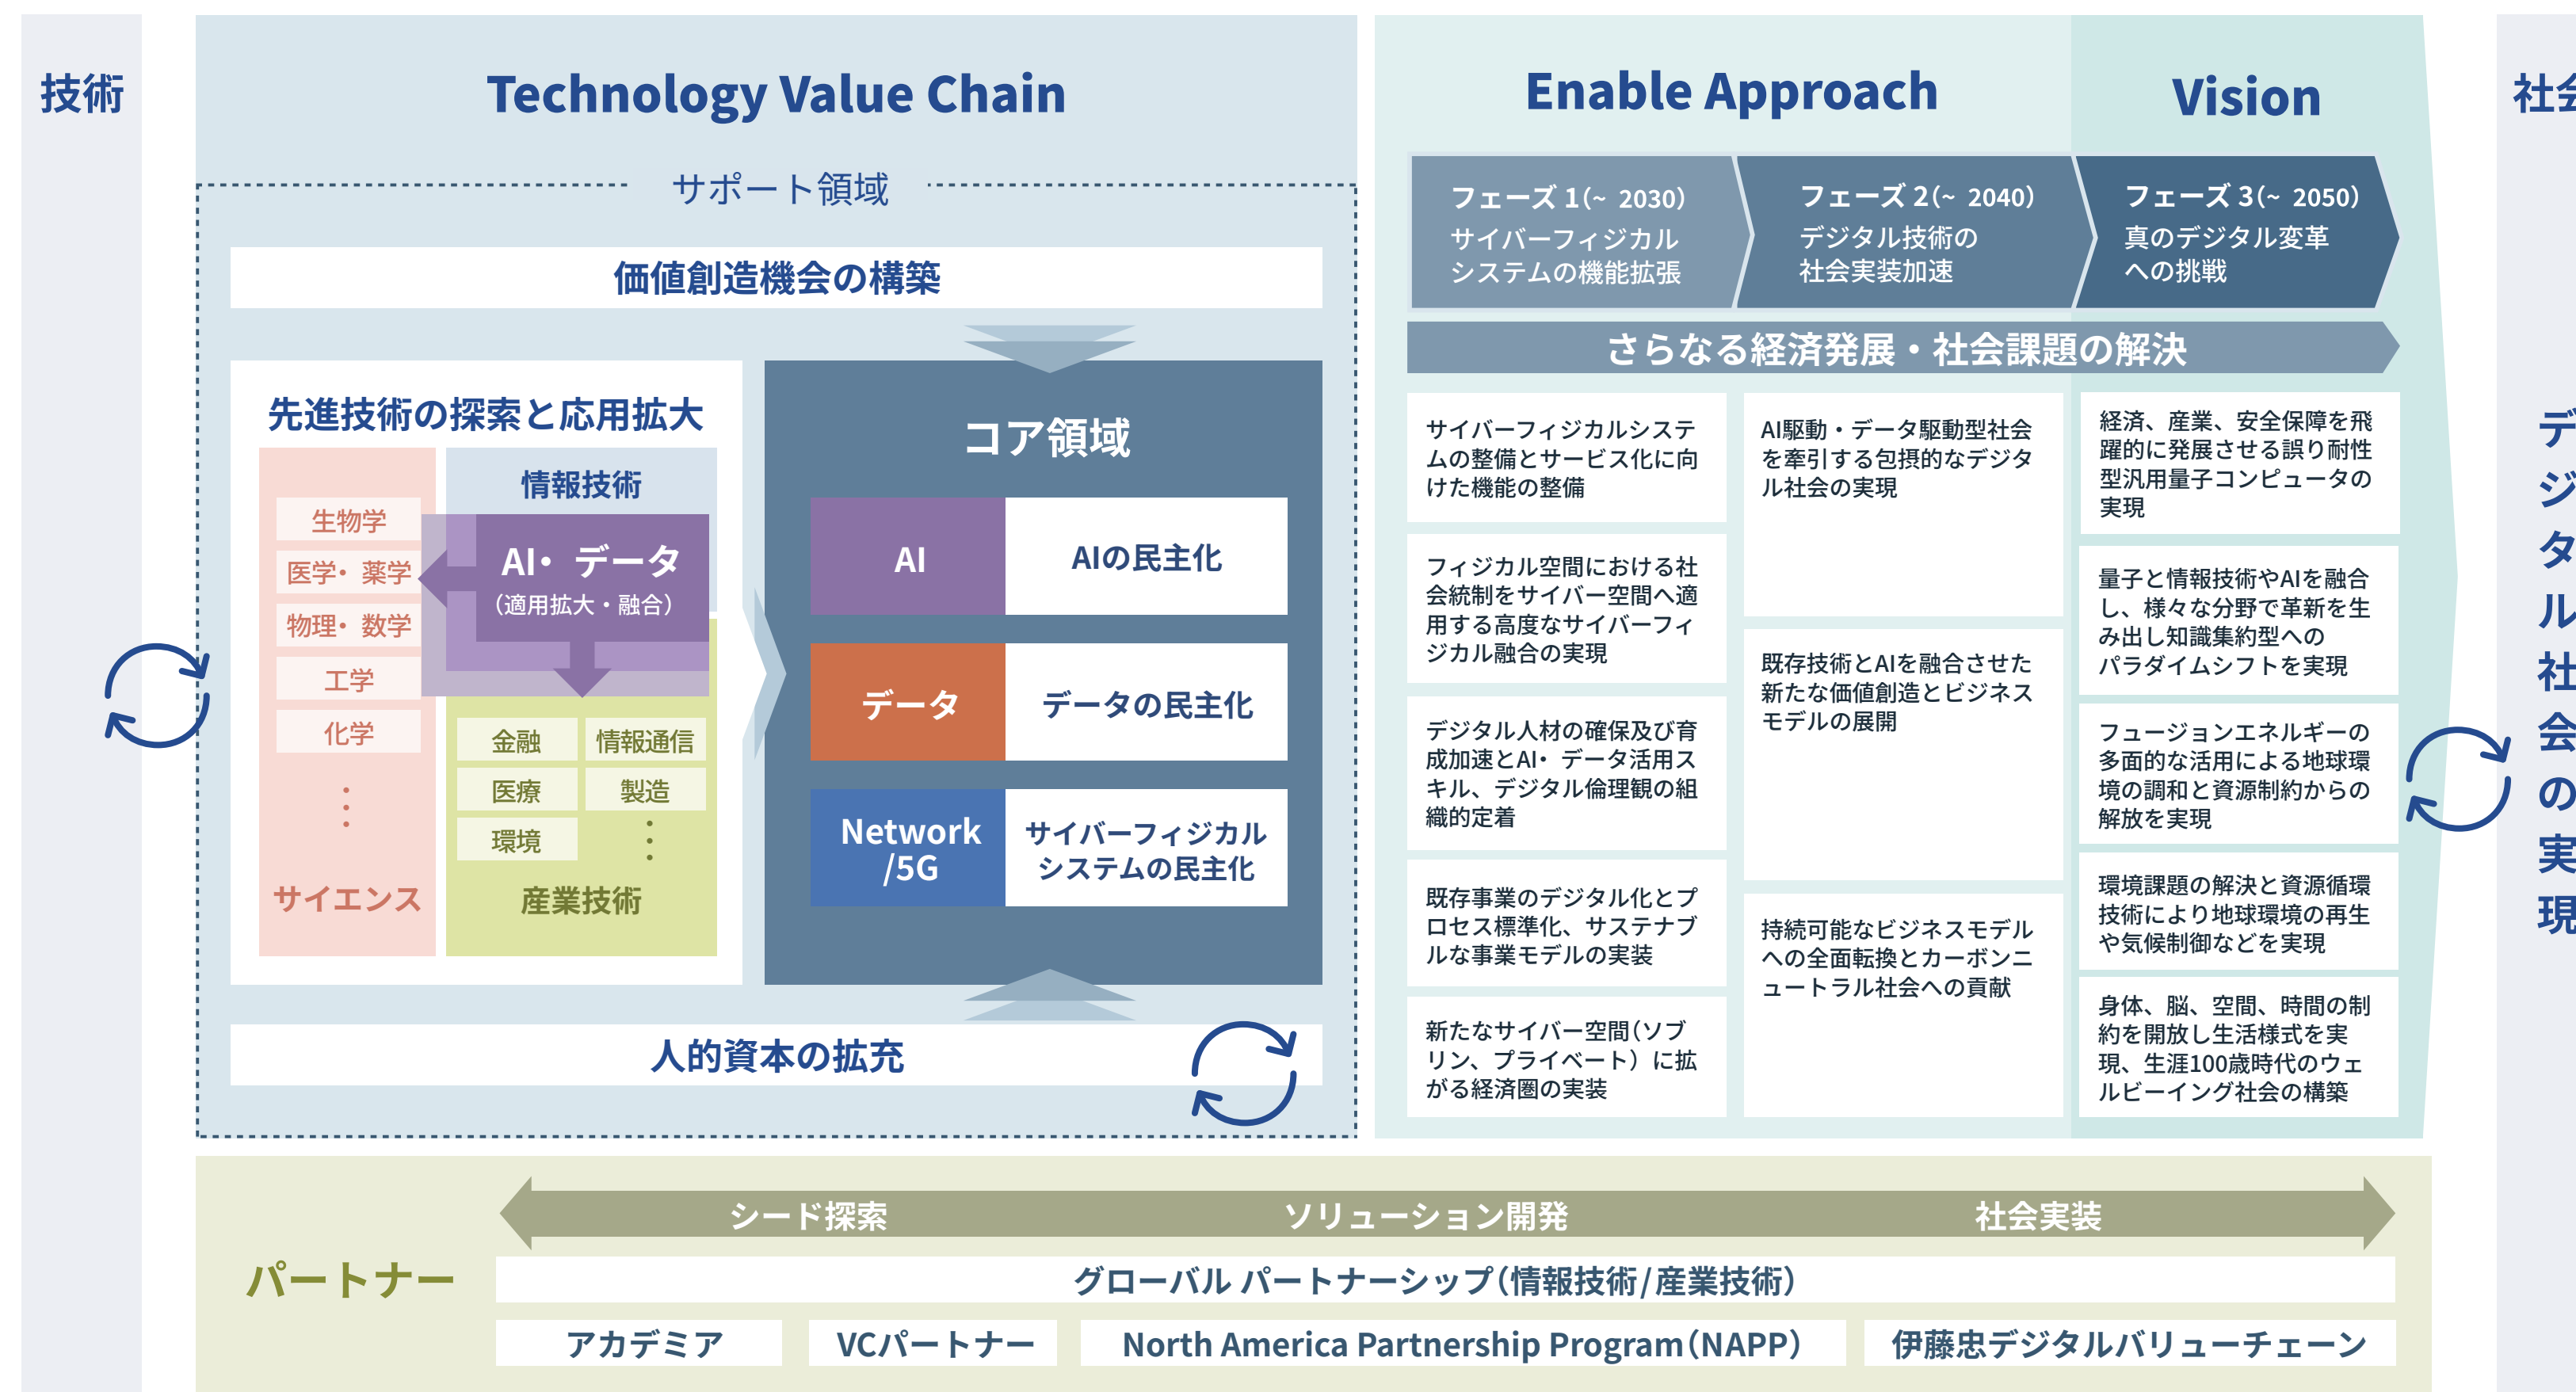 技術
Technology Value Chain
サポート領域
価値創造機会の構築
先進技術の探索と応用拡大
生物学
医学・薬学
物理・数学
工学
化学
サイエンス
情報技術
AI・データ
（適用拡大・融合）
金融
情報通信
医療
製造
環境
産業技術
コア領域
AI
AIの民主化
データ
データの民主化
Network
/5G
サイバーフィジカル
システムの民主化
人的資本の拡充
Enable Approach
Vision
フェーズ 1（~ 2030）
サイバーフィジカル
システムの機能拡張
フェーズ 2（~ 2040）
デジタル技術の
社会実装加速
フェーズ 3（~ 2050）
真のデジタル変革
への挑戦
さらなる経済発展・社会課題の解決
サイバーフィジカルシステ
ムの整備とサービス化に向
けた機能の整備
フィジカル空間における社
会統制をサイバー空間へ適
用する高度なサイバーフィ
ジカル融合の実現
デジタル人材の確保及び育
成加速とAI・データ活用ス
キル、デジタル倫理観の組
織的定着
既存事業のデジタル化とプ
ロセス標準化、サステナブ
ルな事業モデルの実装
新たなサイバー空間（ソブ
リン、プライベート）に拡
がる経済圏の実装
AI駆動・データ駆動型社会
を牽引する包摂的なデジタ
ル社会の実現
既存技術とAIを融合させた
新たな価値創造とビジネス
モデルの展開
持続可能なビジネスモデル
への全面転換とカーボンニ
ュートラル社会への貢献
経済、産業、安全保障を飛
躍的に発展させる誤り耐性
型汎用量子コンピュータの
実現
量子と情報技術やAIを融合
し、様々な分野で革新を生
み出し知識集約型への
パラダイムシフトを実現
フュージョンエネルギーの
多面的な活用による地球環
境の調和と資源制約からの
解放を実現
環境課題の解決と資源循環
技術により地球環境の再生
や気候制御などを実現
身体、脳、空間、時間の制
約を開放し生活様式を実
現、生涯100歳時代のウェ
ルビーイング社会の構築
社会
デジタル社会の実現
パートナー
シード探索
ソリューション開発
社会実装
グローバル パートナーシップ（情報技術/産業技術）
アカデミア
VCパートナー
North America Partnership Program（NAPP）
伊藤忠デジタルバリューチェーン